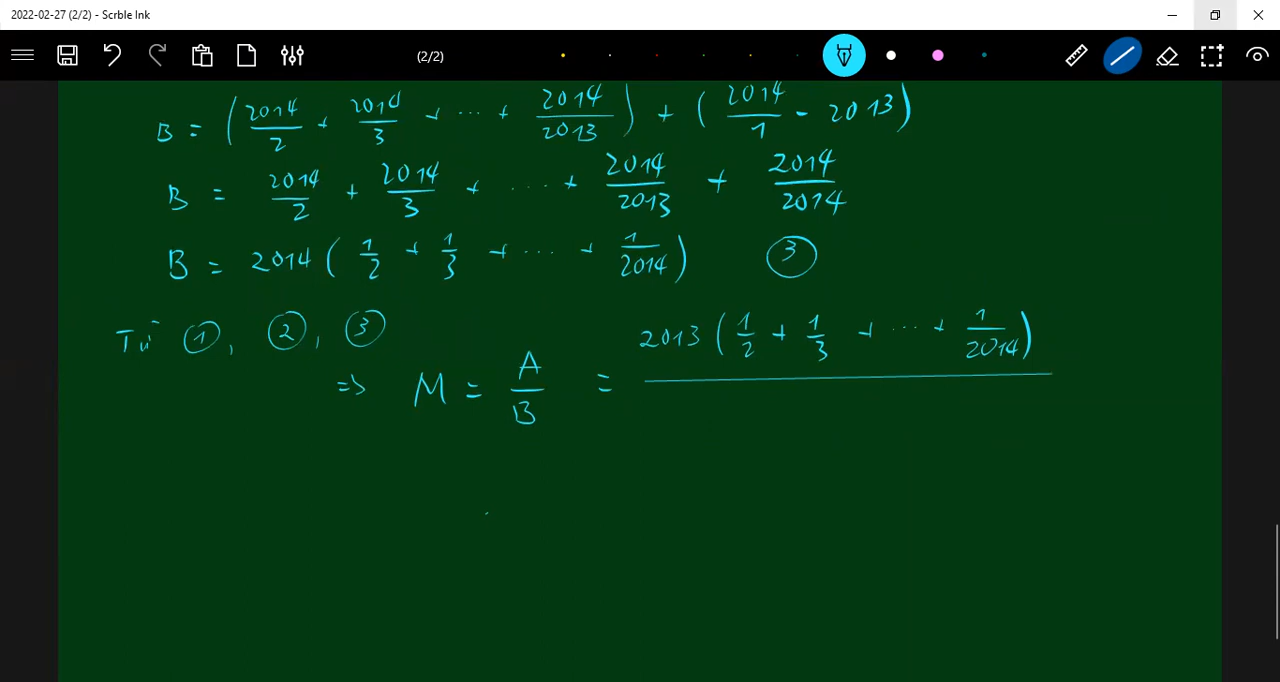 2022-02-27 (2/2) - Scrble Ink
(2/2)
B = (2014/2 + 2014/3 + ... + 2014/2013) + (2014/1 - 2013)
B = 2014/2 + 2014/3 + ... + 2014/2013 + 2014/2014
B = 2014 (1/2 + 1/3 + ... + 1/2014) ③
Từ ①, ②, ③
=> M = A/B = 2013 (1/2 + 1/3 + ... + 1/2014)